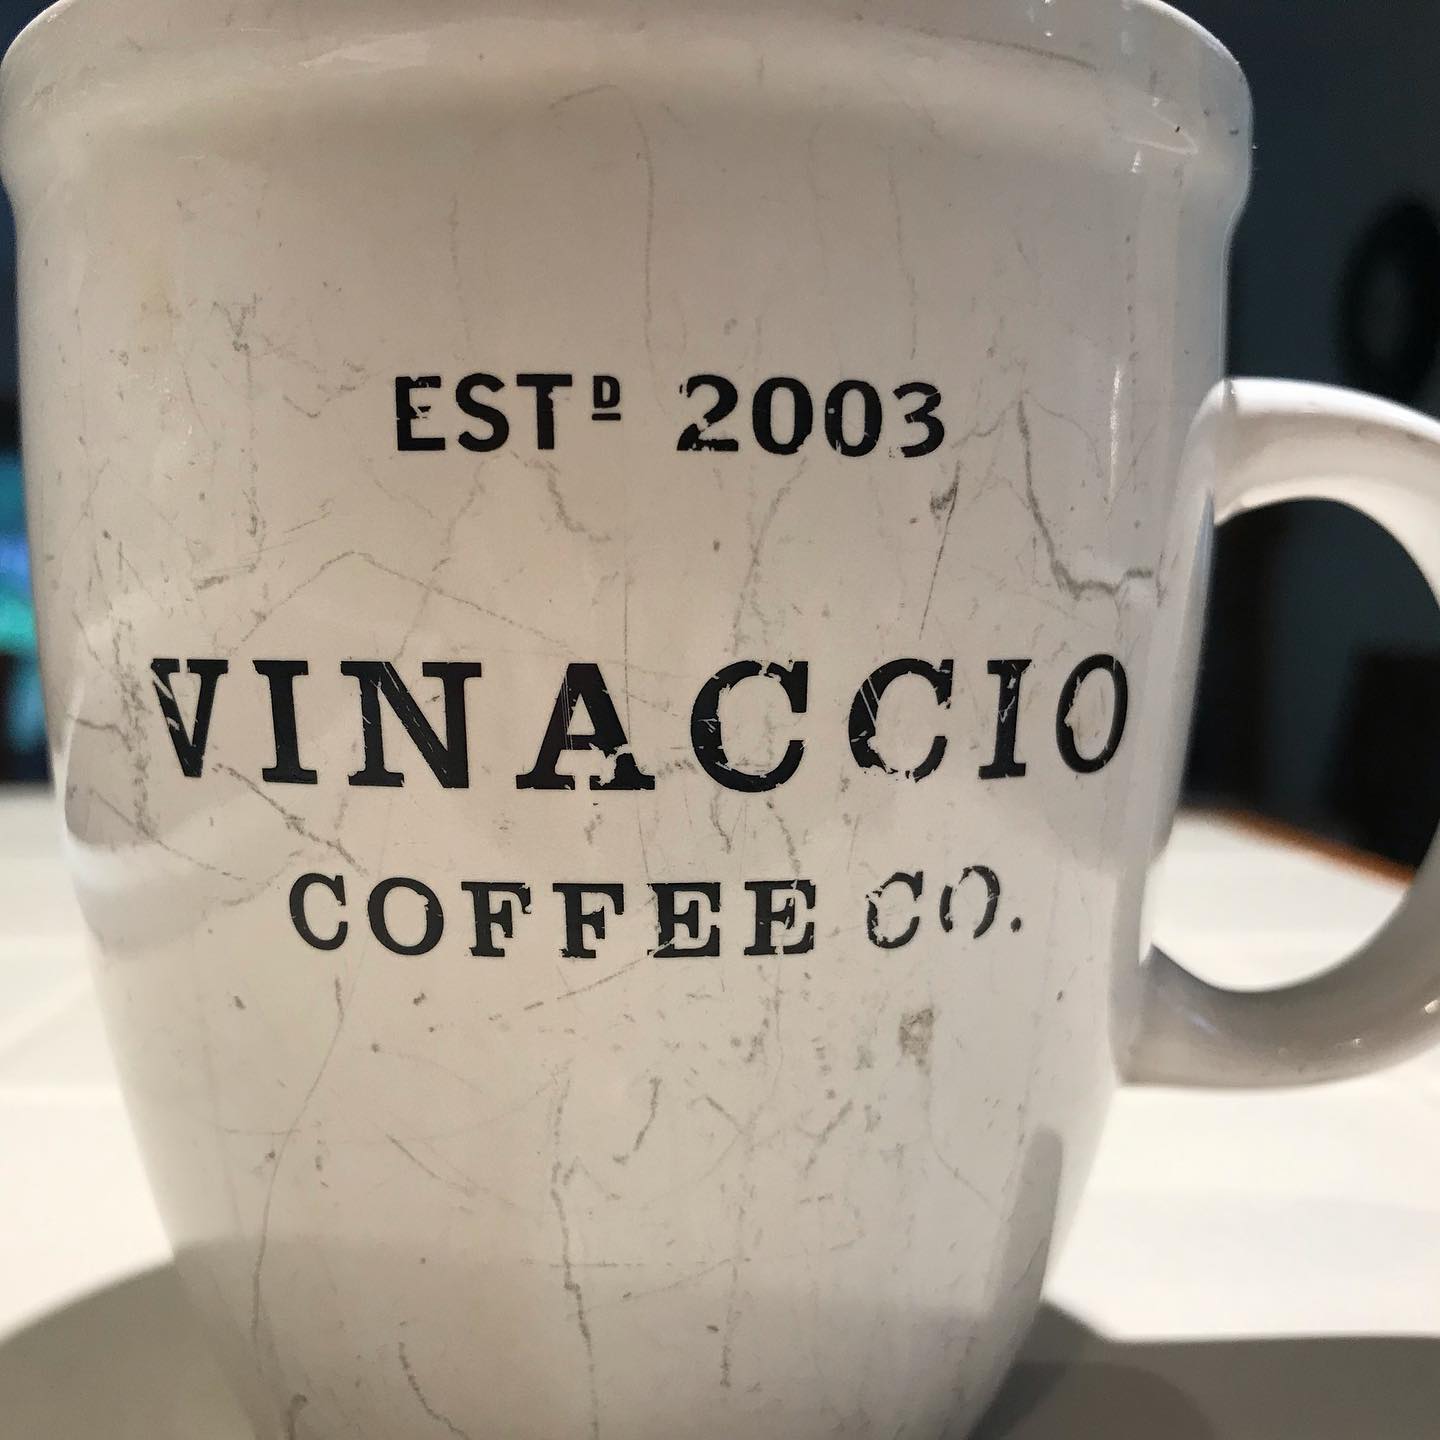 ESTD 2003
VINACCIO
COFFEE CO.